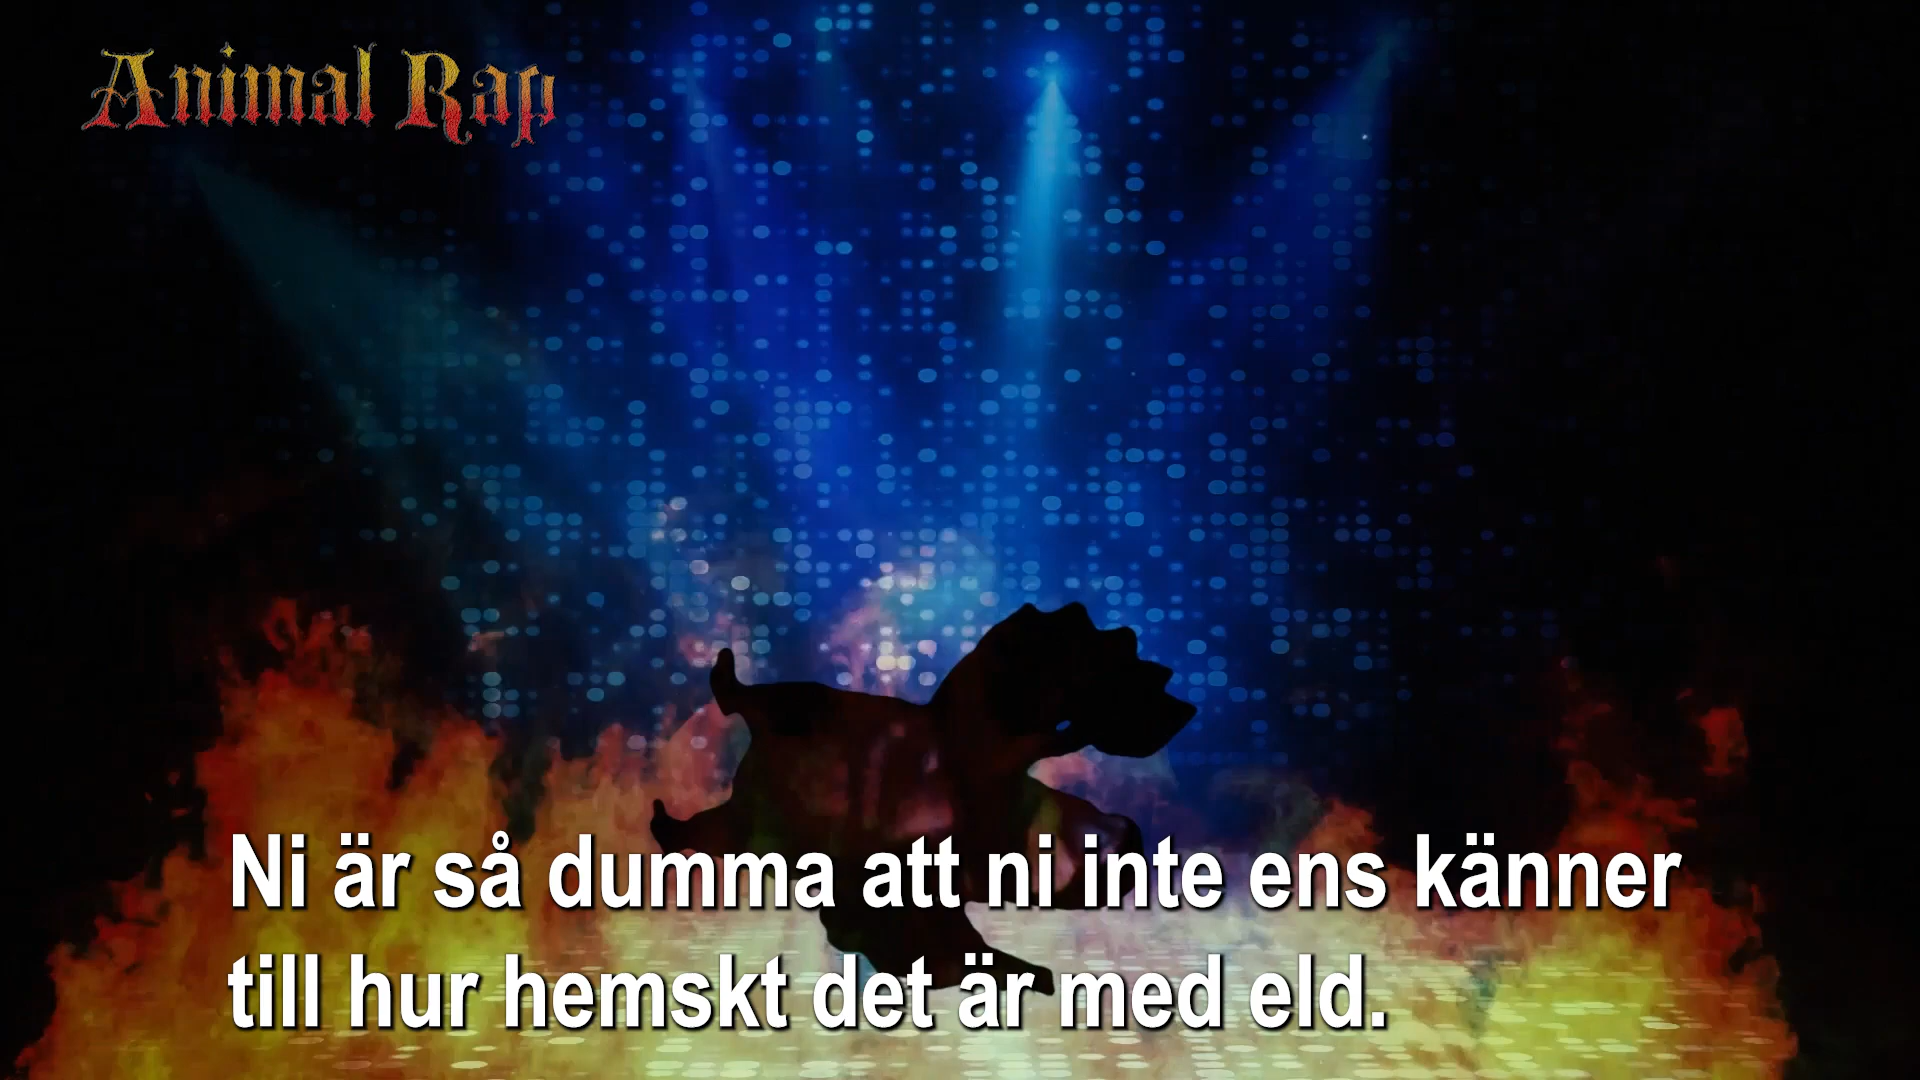 Animal Rap
Ni är så dumma att ni inte ens känner
till hur hemskt det är med eld.